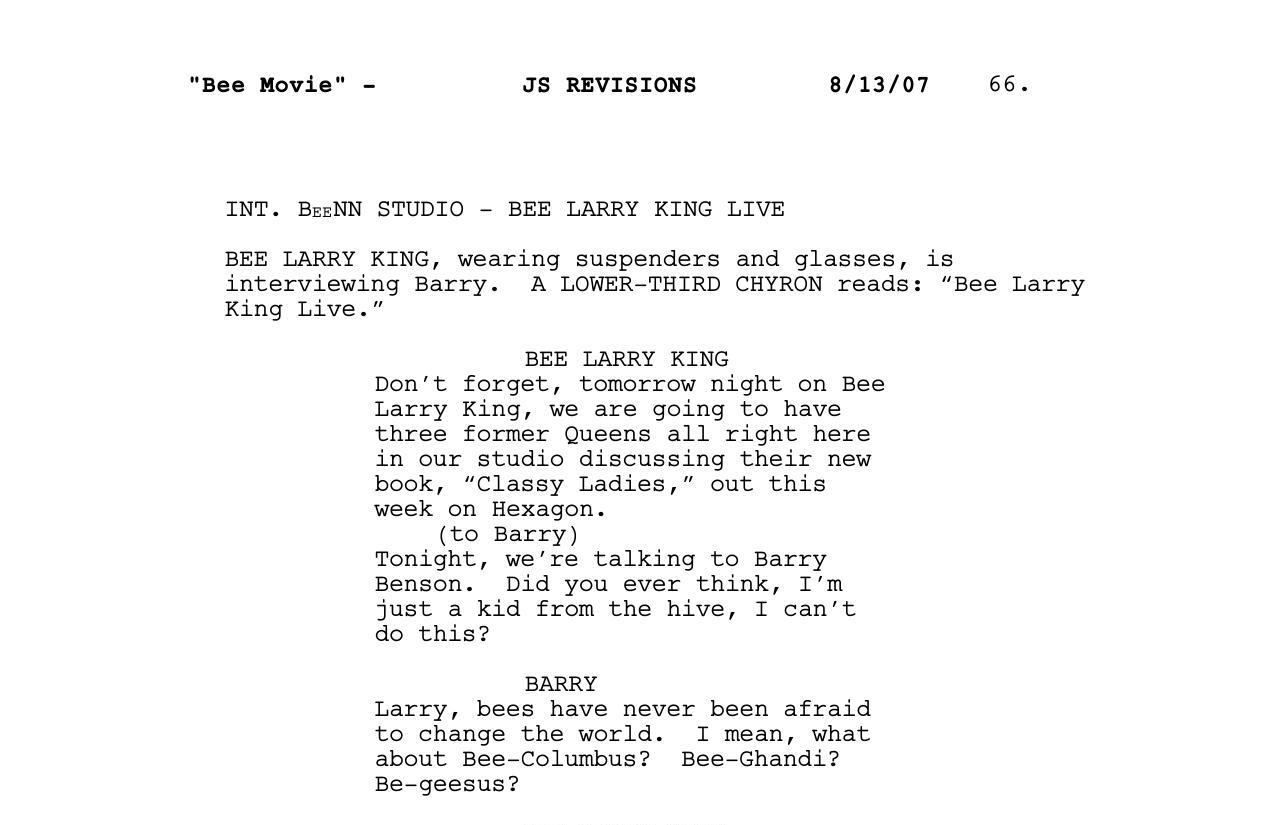 "Bee Movie" - JS REVISIONS 8/13/07 66.
INT. BEENN STUDIO - BEE LARRY KING LIVE
BEE LARRY KING, wearing suspenders and glasses, is
interviewing Barry.  A LOWER-THIRD CHYRON reads: “Bee Larry
King Live.”
BEE LARRY KING
Don’t forget, tomorrow night on Bee
Larry King, we are going to have
three former Queens all right here
in our studio discussing their new
book, “Classy Ladies,” out this
week on Hexagon.
(to Barry)
Tonight, we’re talking to Barry
Benson.  Did you ever think, I’m
just a kid from the hive, I can’t
do this?
BARRY
Larry, bees have never been afraid
to change the world.  I mean, what
about Bee-Columbus?  Bee-Ghandi?
Be-geesus?